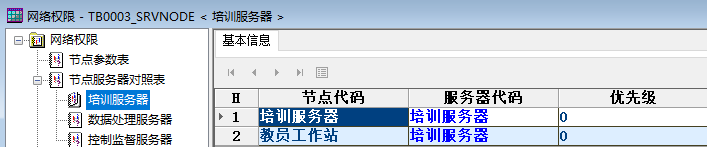 网络权限 - TB0003_SRVNODE < 培训服务器 >
网络权限
节点参数表
节点服务器对照表
培训服务器
数据处理服务器
控制监督服务器
基本信息
H 节点代码 服务器代码 优先级
1 培训服务器 培训服务器 0
2 教员工作站 培训服务器 0